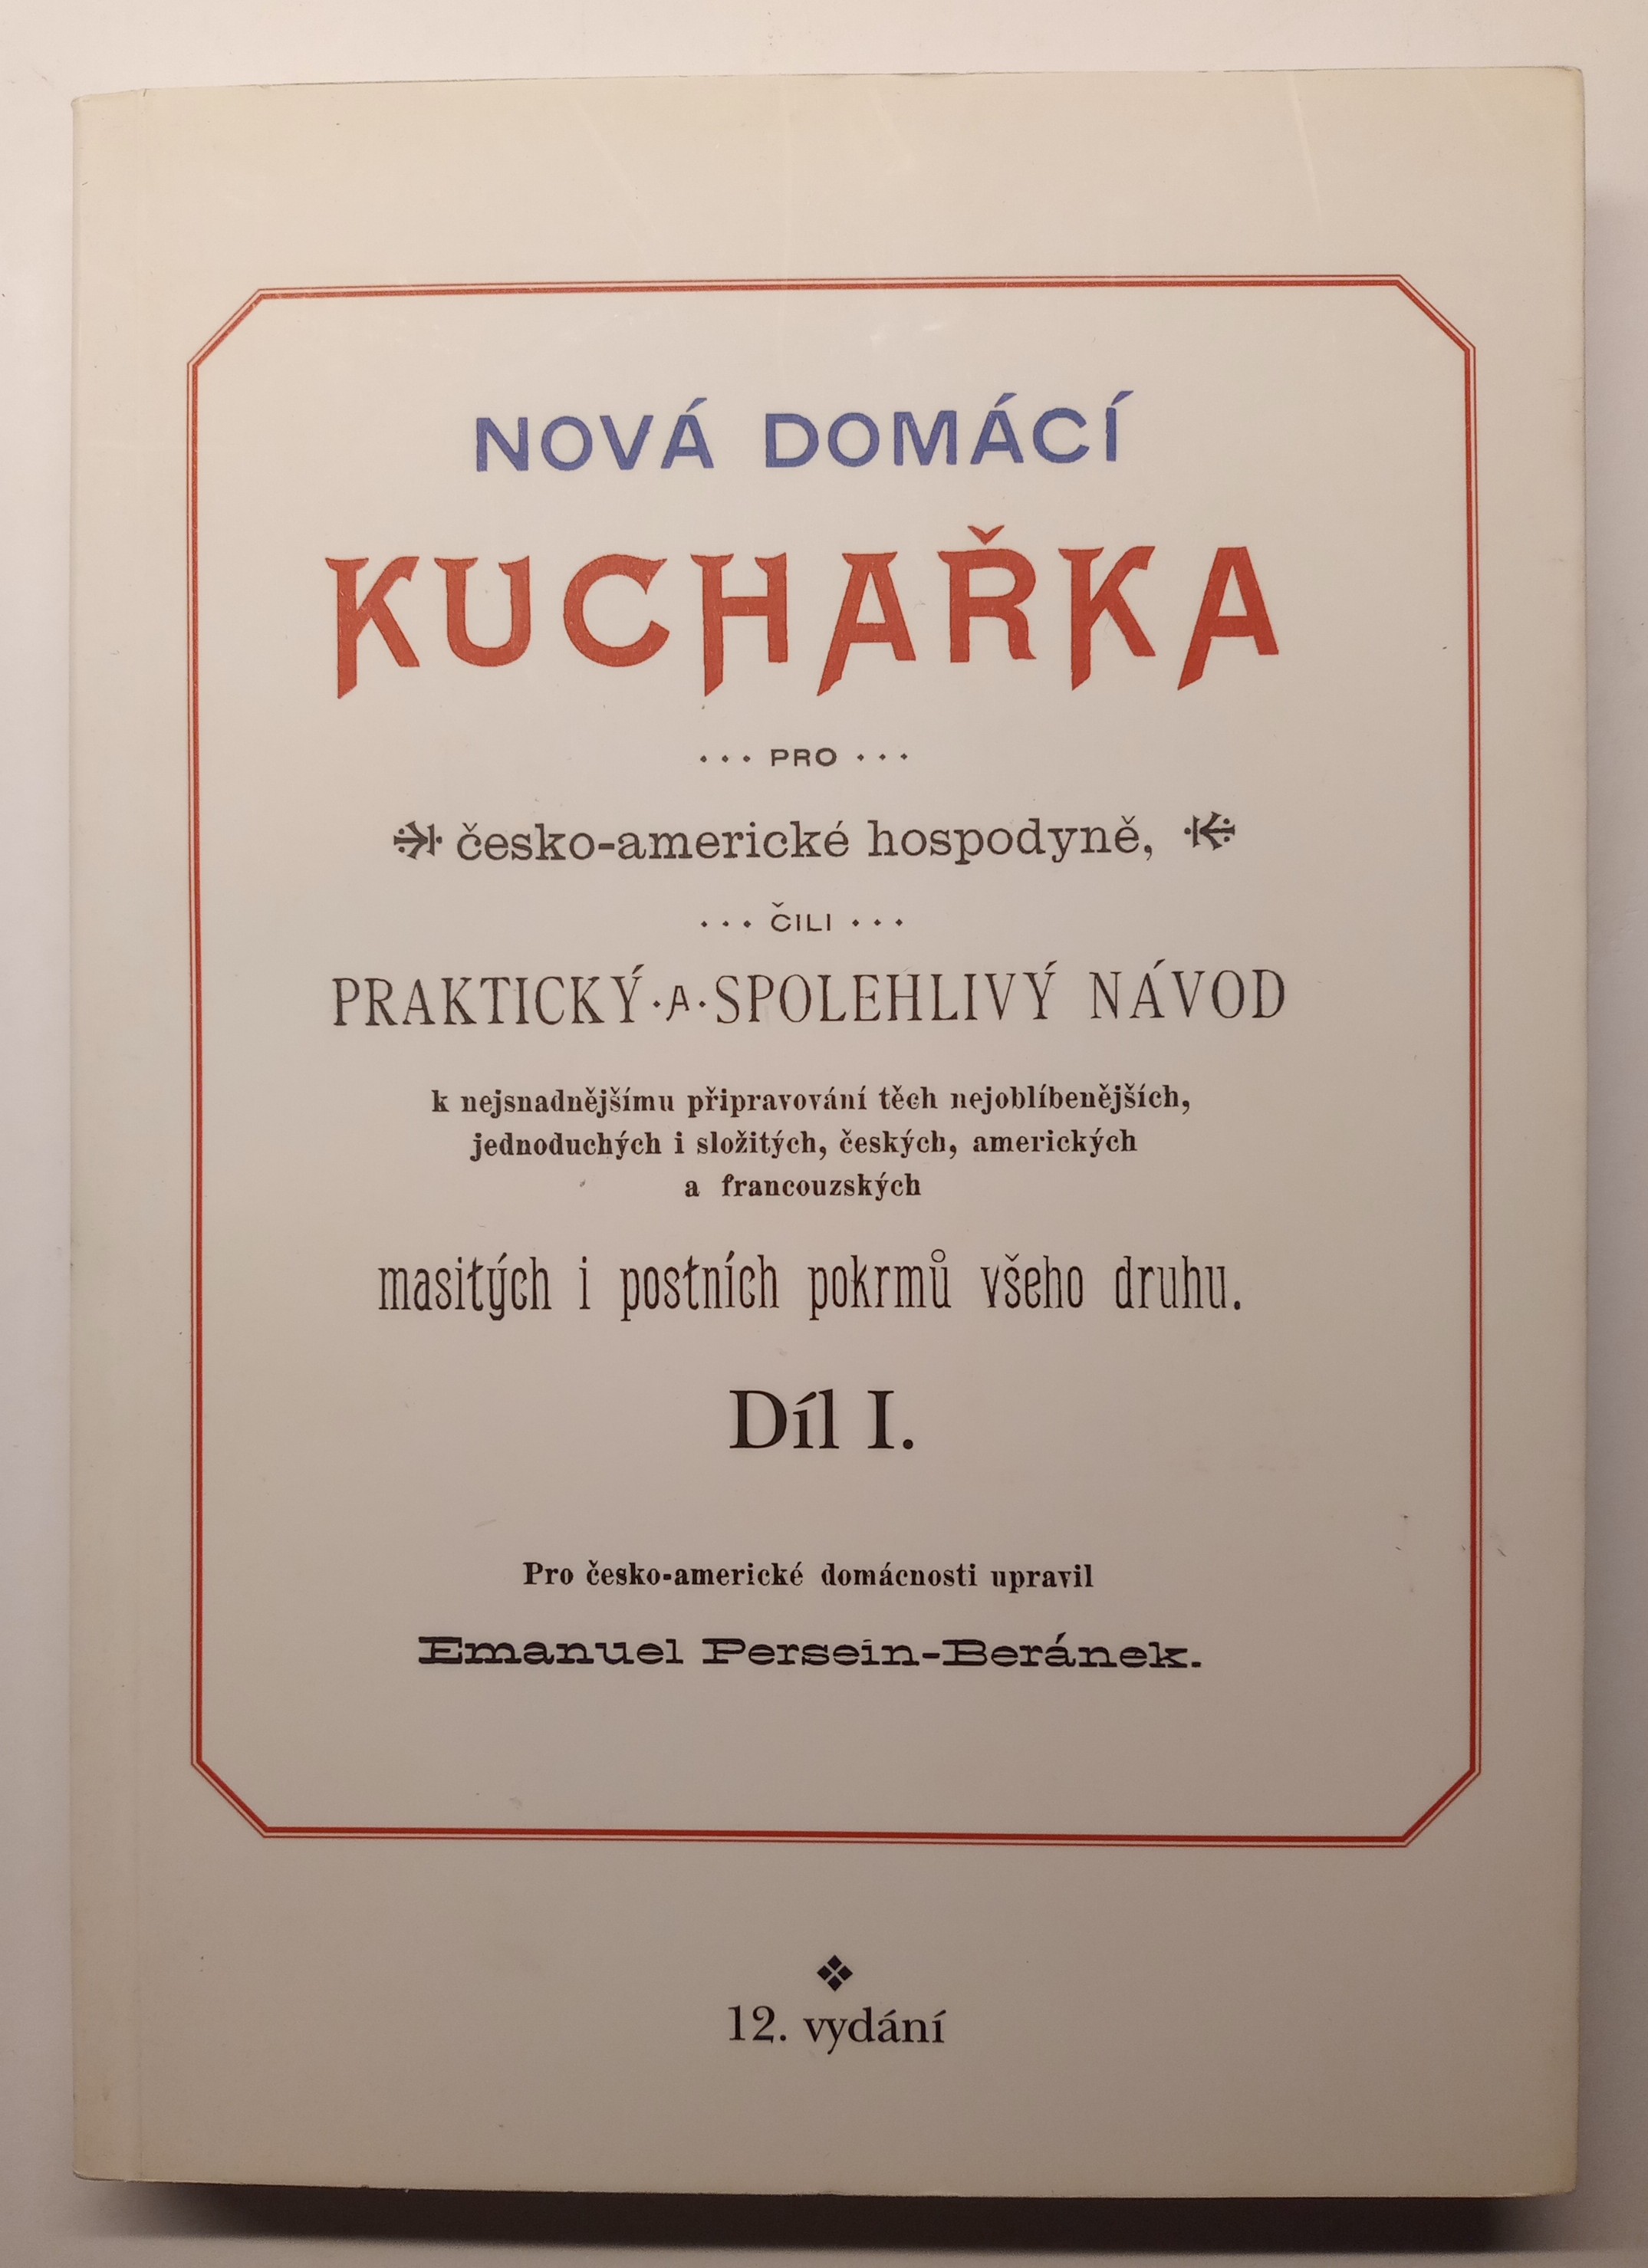 NOVÁ DOMÁCÍ
KUCHAŘKA
··· PRO ···
česko-americké hospodyně,
··· ČILI ···
PRAKTICKÝ · A · SPOLEHLIVÝ NÁVOD
k nejsnadnějšímu připravování těch nejoblíbenějších,
jednoduchých i složitých, českých, amerických
a francouzských
masitých i postních pokrmů všeho druhu.
Díl I.
Pro česko-americké domácnosti upravil
Emanuel Persein-Beránek.
12. vydání